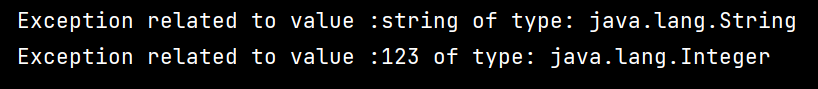 Exception related to value :string of type: java.lang.String
Exception related to value :123 of type: java.lang.Integer